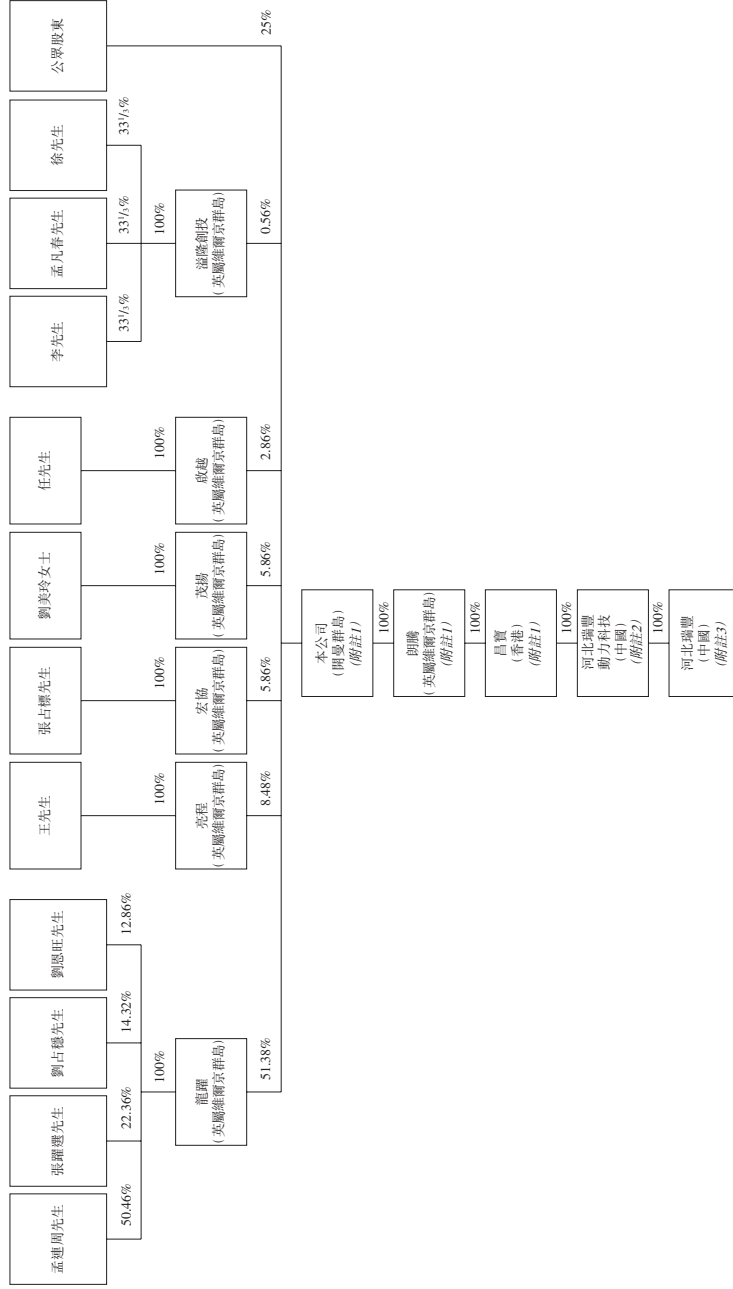 孟連周先生
張躍選先生
劉占穩先生
劉恩旺先生
王先生
張占標先生
劉美玲女士
任先生
李先生
孟凡春先生
徐先生
公眾股東
50.46%
22.36%
14.32%
12.86%
33¹/₃%
33¹/₃%
33¹/₃%
100%
100%
100%
100%
100%
100%
龍躍
(英屬維爾京群島)
亮程
(英屬維爾京群島)
宏協
(英屬維爾京群島)
茂揚
(英屬維爾京群島)
啟越
(英屬維爾京群島)
溢隆創投
(英屬維爾京群島)
51.38%
8.48%
5.86%
5.86%
2.86%
0.56%
25%
本公司
(開曼群島)
(附註1)
100%
朗騰
(英屬維爾京群島)
(附註1)
100%
昌寶
(香港)
(附註1)
100%
河北瑞豐
動力科技
(中國)
(附註2)
100%
河北瑞豐
(中國)
(附註3)